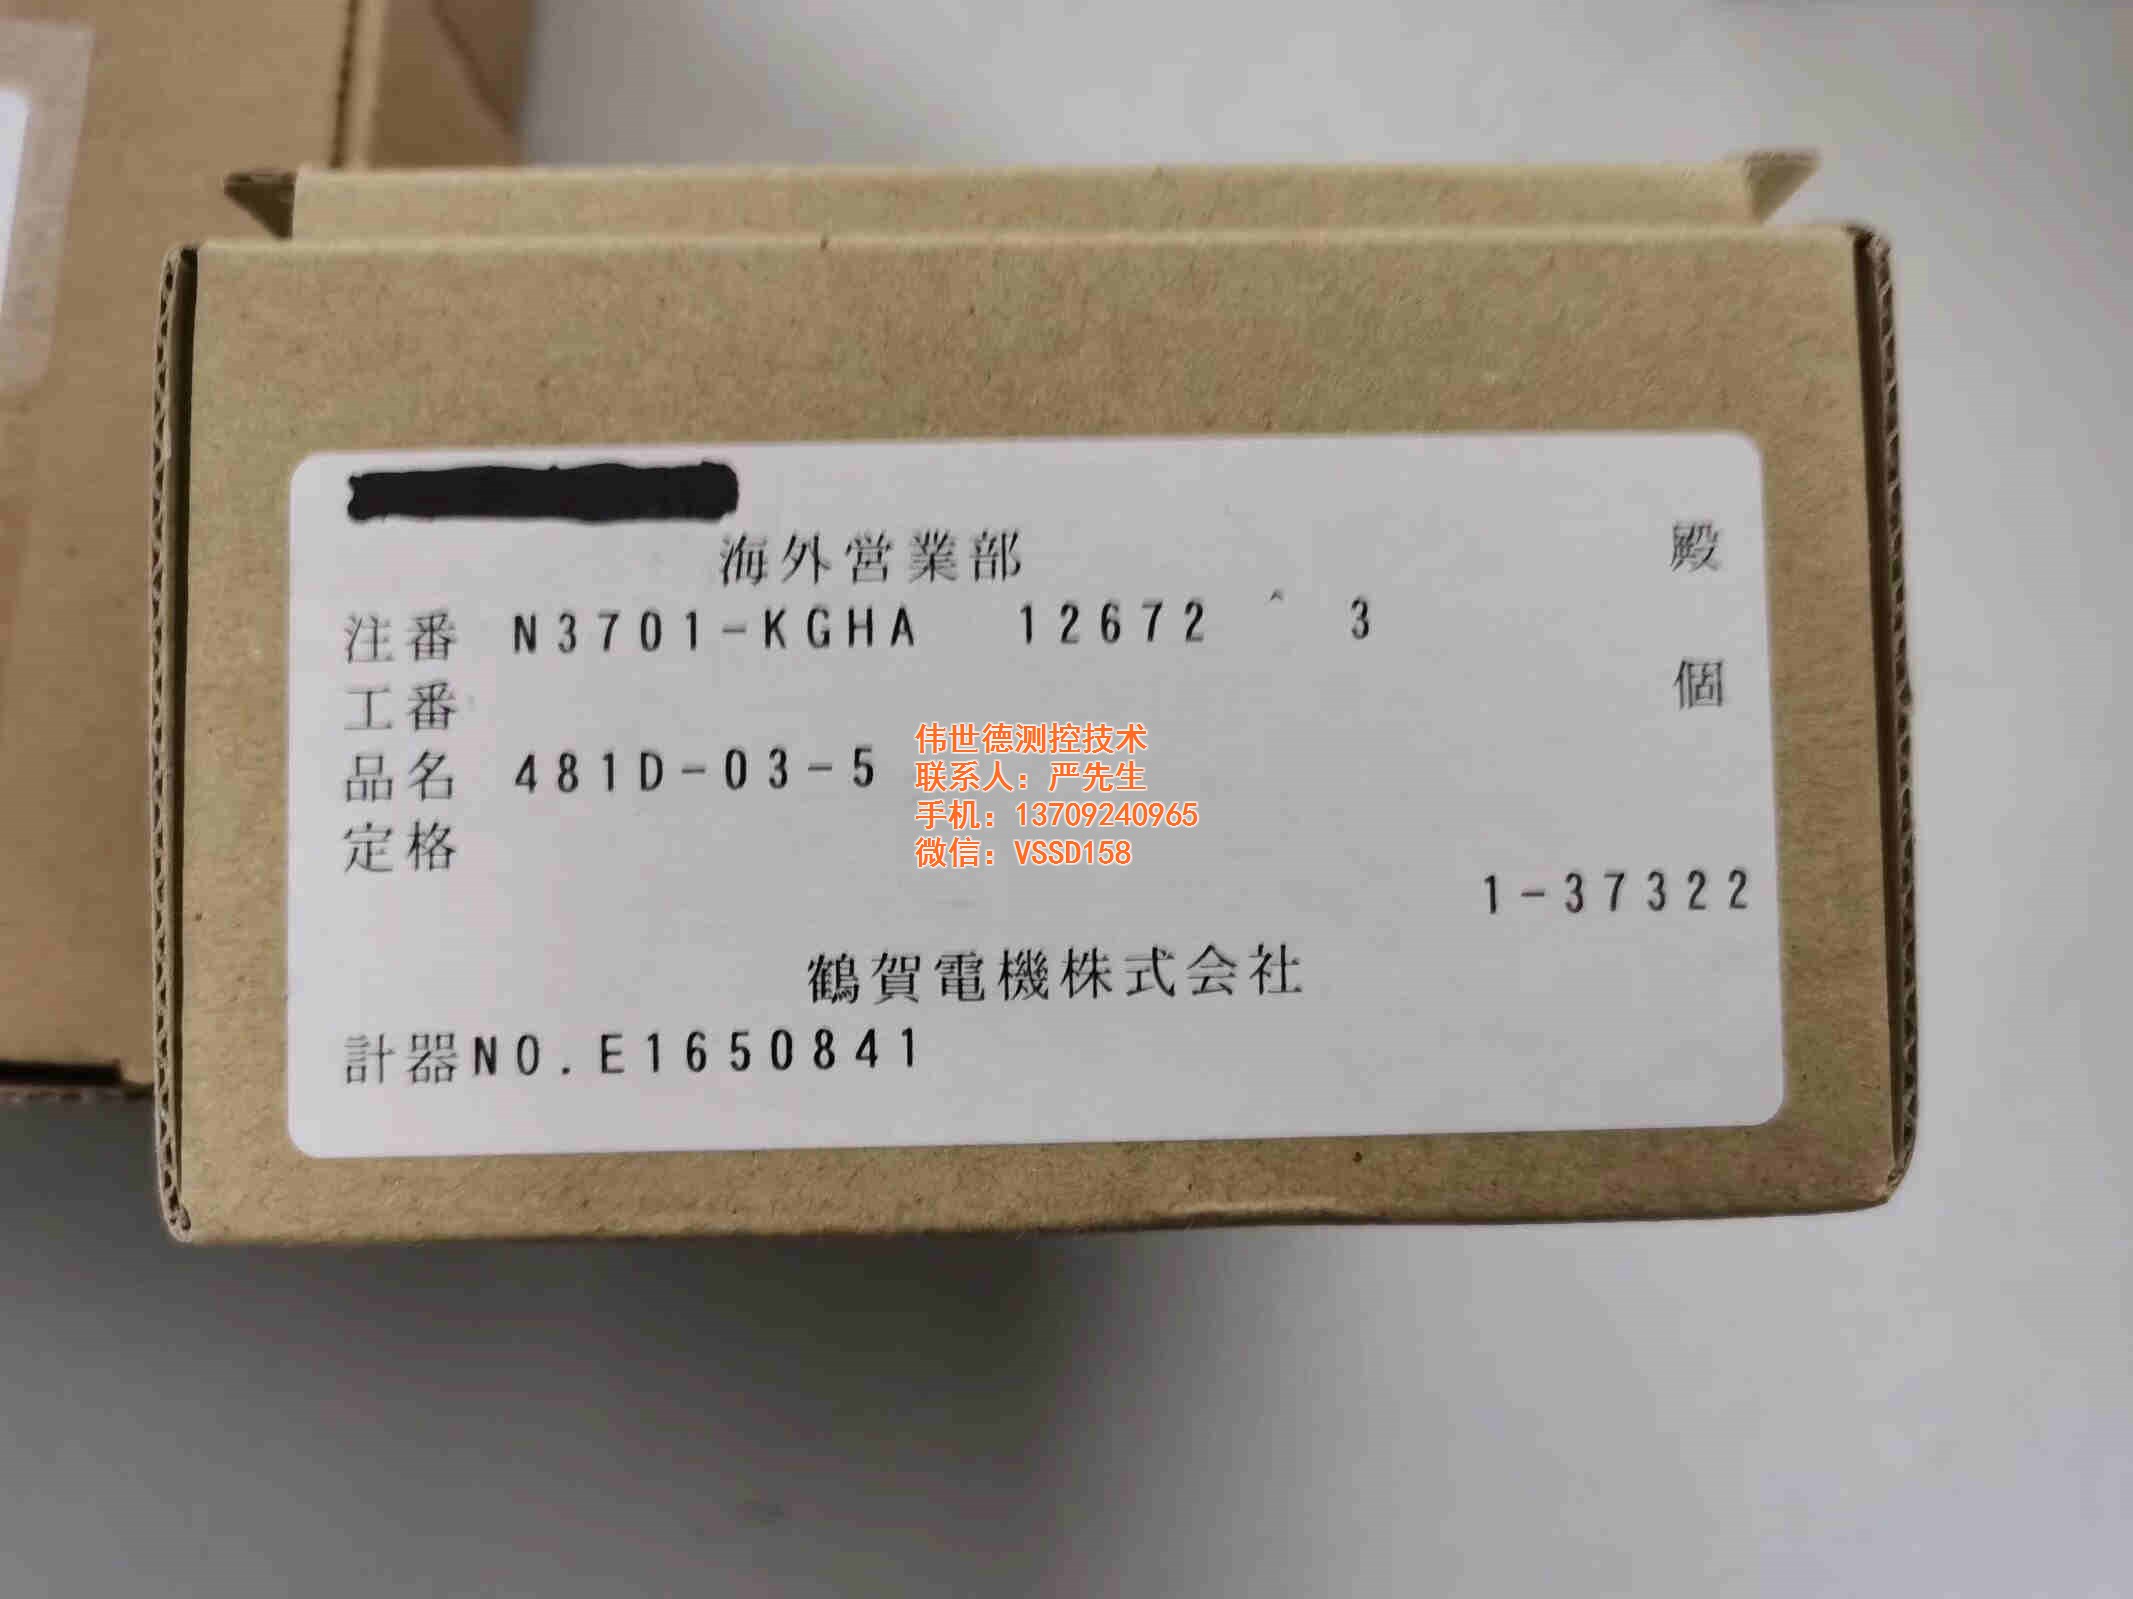 海外営業部 殿
注番 N3701-KGHA 12672 3
工番 個
品名 481D-03-5
定格
1-37322
鶴賀電機株式会社
計器NO.E1650841
伟世德测控技术
联系人：严先生
手机：13709240965
微信：VSSD158